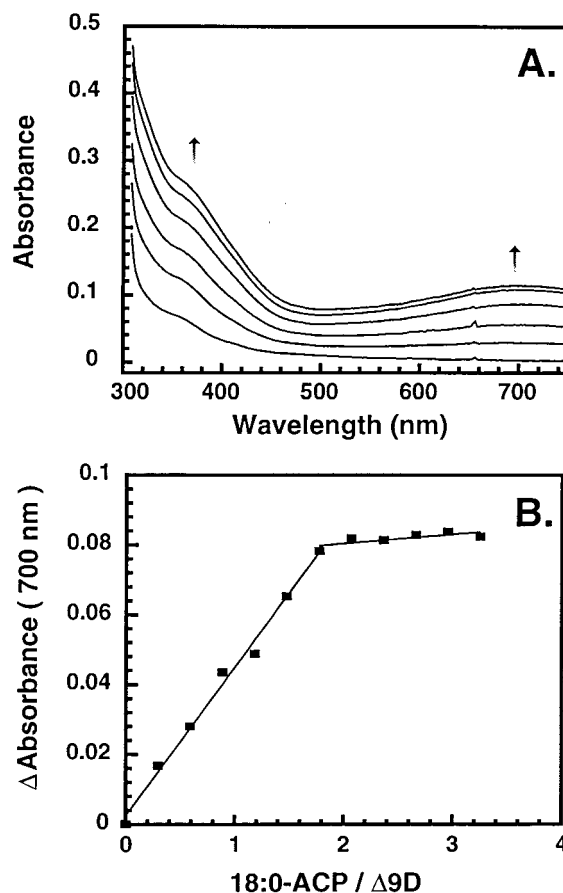 A.
0.5
0.4
0.3
0.2
0.1
0
Absorbance
300 400 500 600 700
Wavelength (nm)
B.
0.1
0.08
0.06
0.04
0.02
0
Δ Absorbance ( 700 nm )
0 1 2 3 4
18:0-ACP / Δ9D